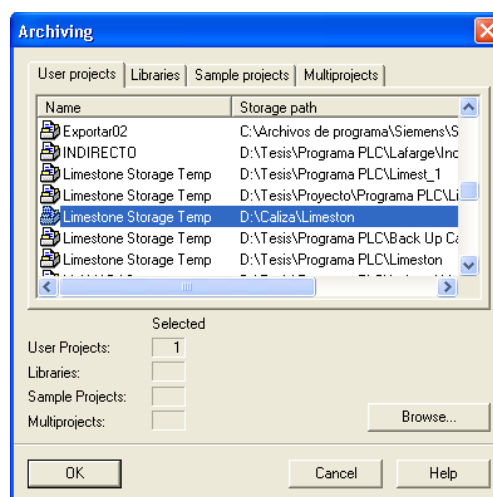 Archiving
User projects Libraries Sample projects Multiprojects
Name Storage path
Exportar02 C:\Archivos de programa\Siemens\S
INDIRECTO D:\Tesis\Programa PLC\Lafarge\Inc
Limestone Storage Temp D:\Tesis\Programa PLC\Limest_1
Limestone Storage Temp D:\Tesis\Proyecto\Programa PLC\Li
Limestone Storage Temp D:\Caliza\Limeston
Limestone Storage Temp D:\Tesis\Programa PLC\Back Up Ca
Limestone Storage Temp D:\Tesis\Programa PLC\Limeston
Selected
User Projects: 1
Libraries:
Sample Projects:
Multiprojects:
Browse...
OK Cancel Help